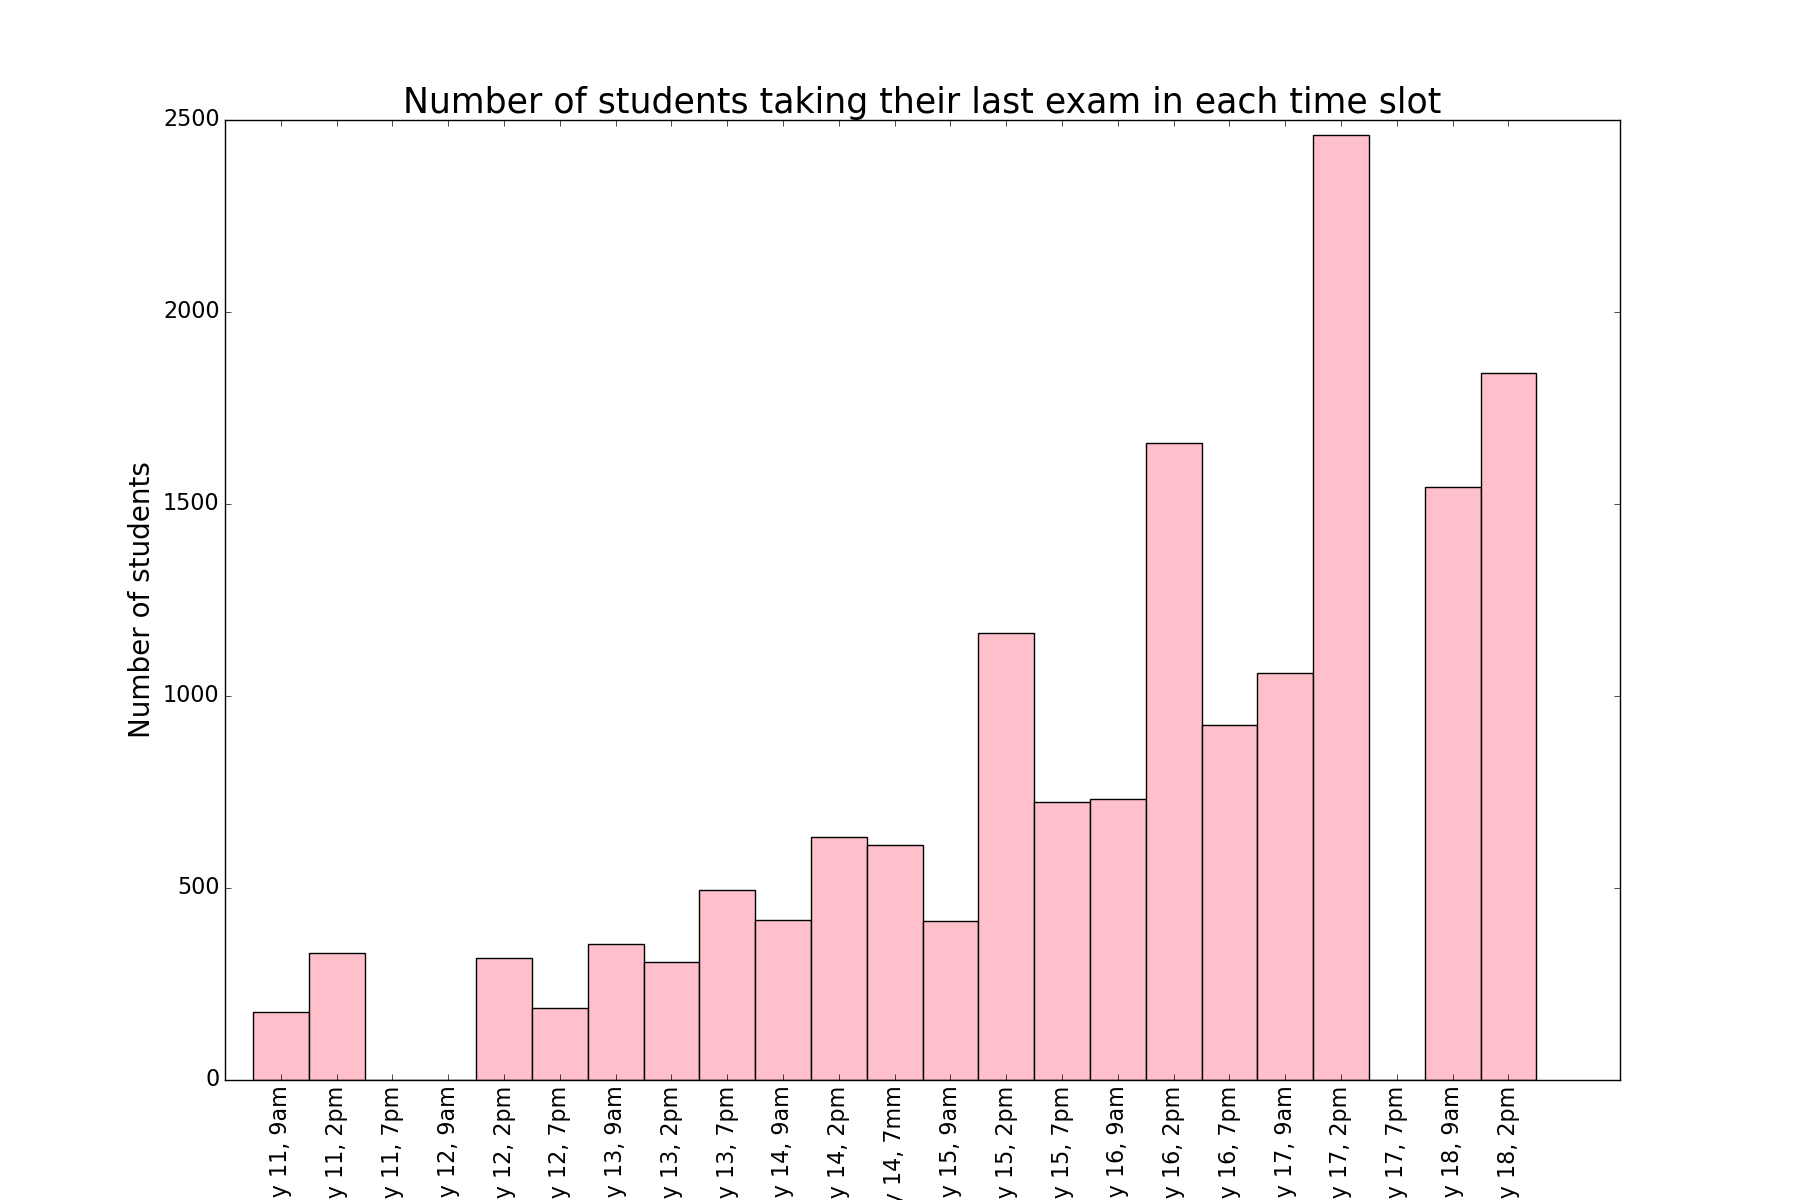 Number of students taking their last exam in each time slot
2500
2000
1500
1000
500
0
Number of students
y 11, 9am
y 11, 2pm
y 11, 7pm
y 12, 9am
y 12, 2pm
y 12, 7pm
y 13, 9am
y 13, 2pm
y 13, 7pm
y 14, 9am
y 14, 2pm
y 14, 7mm
y 15, 9am
y 15, 2pm
y 15, 7pm
y 16, 9am
y 16, 2pm
y 16, 7pm
y 17, 9am
y 17, 2pm
y 17, 7pm
y 18, 9am
y 18, 2pm